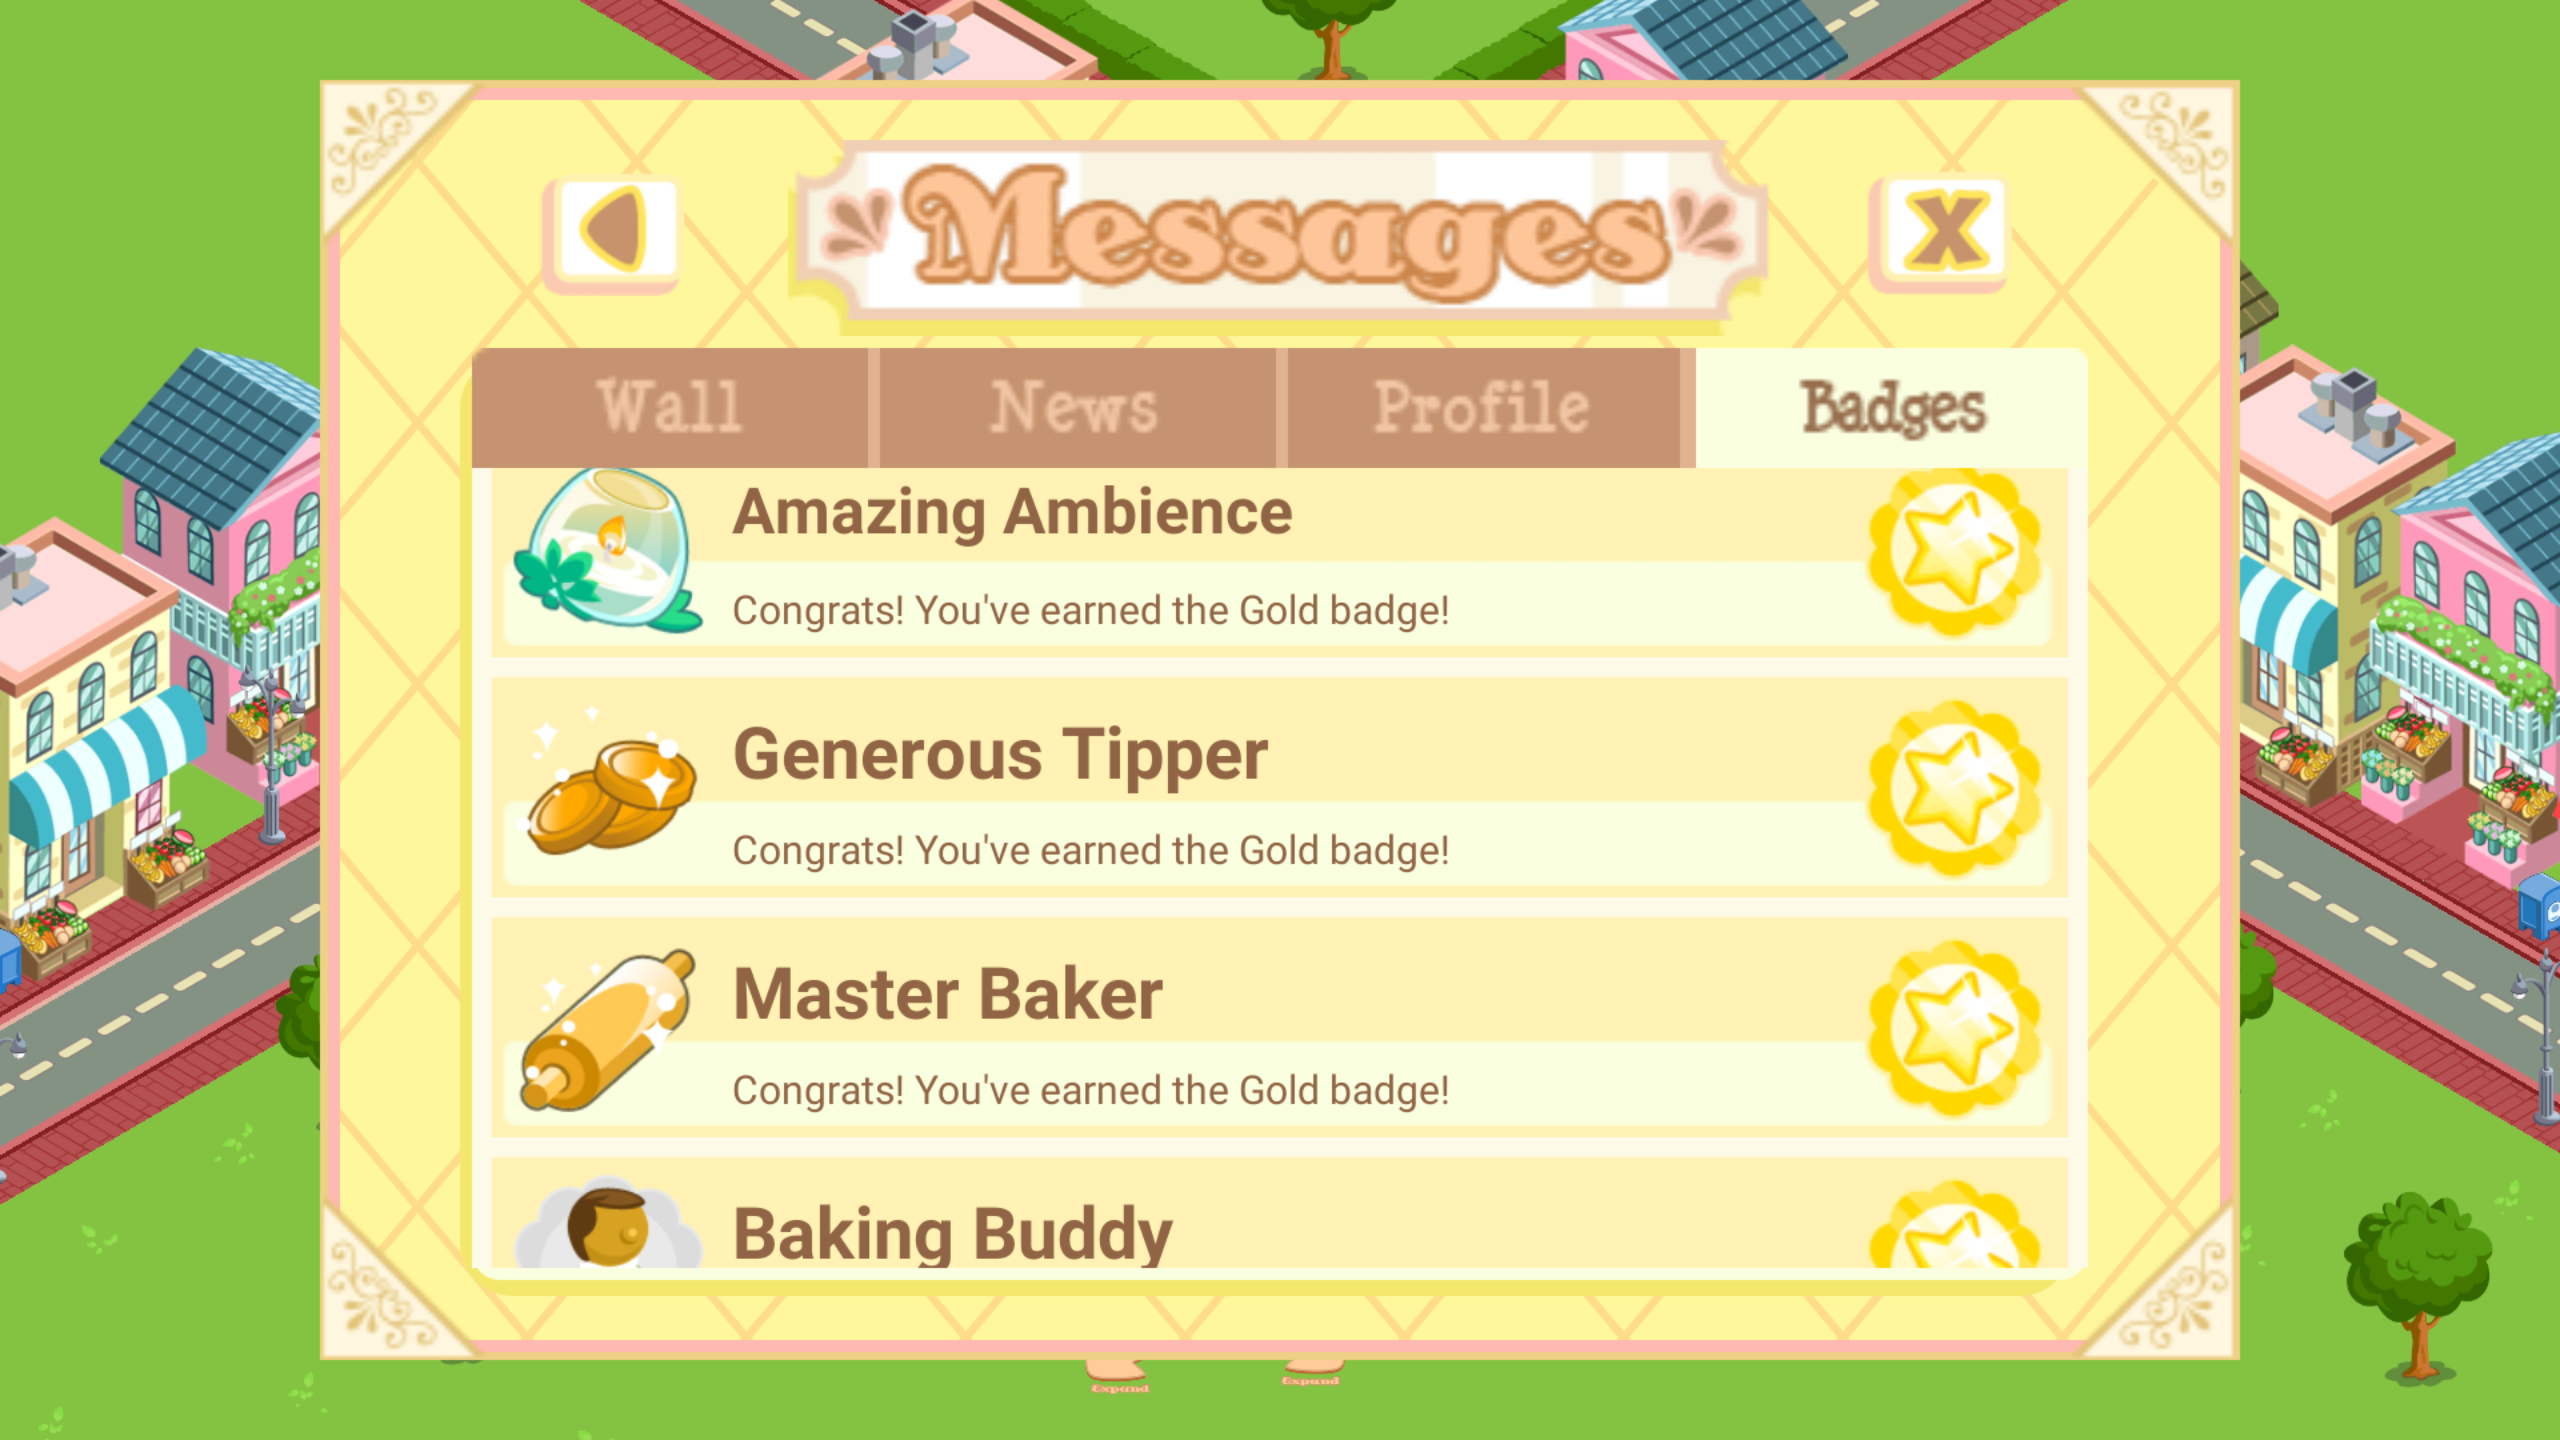 Messages
Wall
News
Profile
Badges
Amazing Ambience
Congrats! You've earned the Gold badge!
Generous Tipper
Congrats! You've earned the Gold badge!
Master Baker
Congrats! You've earned the Gold badge!
Baking Buddy
Expand
Expand